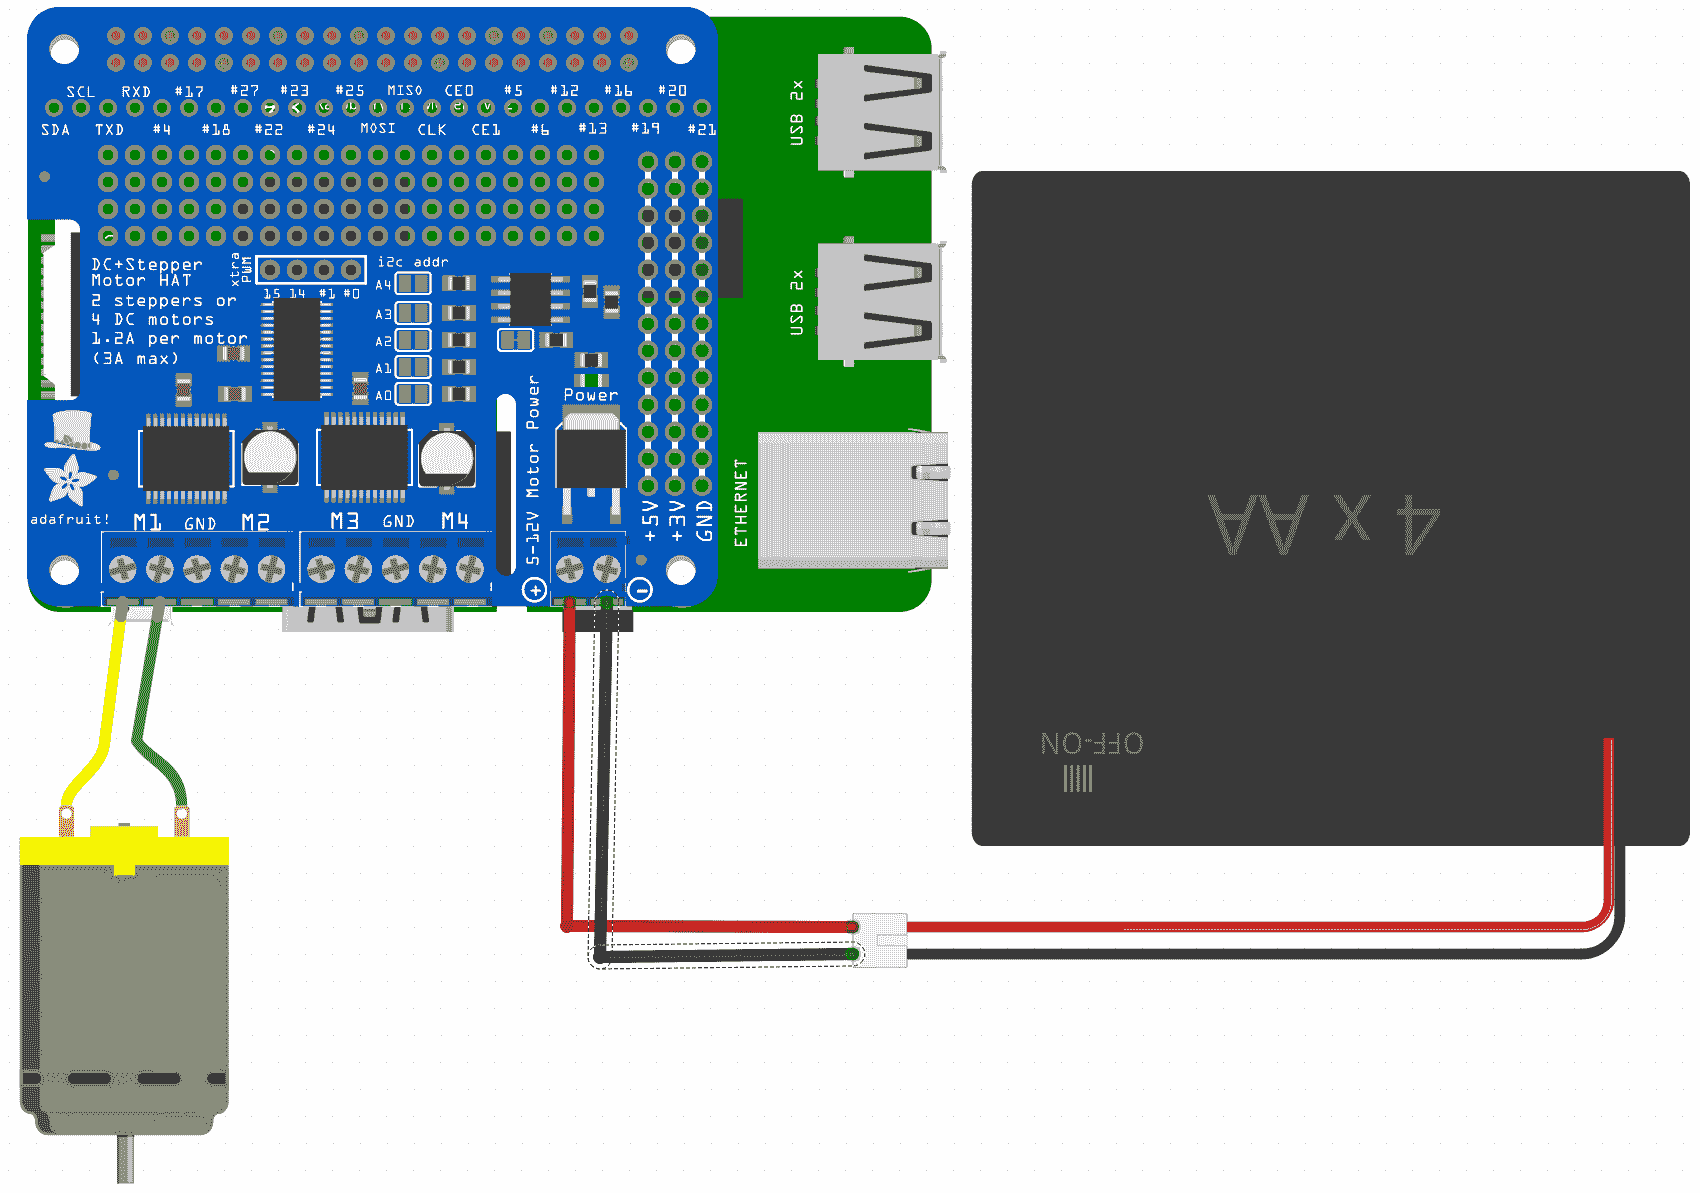 SCL RXD #17 #27 #23 #25 MISO CE0 #5 #12 #16 #20
SDA TXD #4 #18 #22 #24 MOSI CLK CE1 #6 #13 #19 #21
DC+Stepper
Motor HAT
2 steppers or
4 DC motors
1.2A per motor
(3A max)
xtra
PWM
15 14 #1 #0
i2c addr
A4
A3
A2
A1
A0
5-12V Motor Power
Power
+5V
+3V
GND
adafruit!
M1 GND M2
M3 GND M4
+
-
USB 2x
USB 2x
ETHERNET
4 x AA
OFF-ON